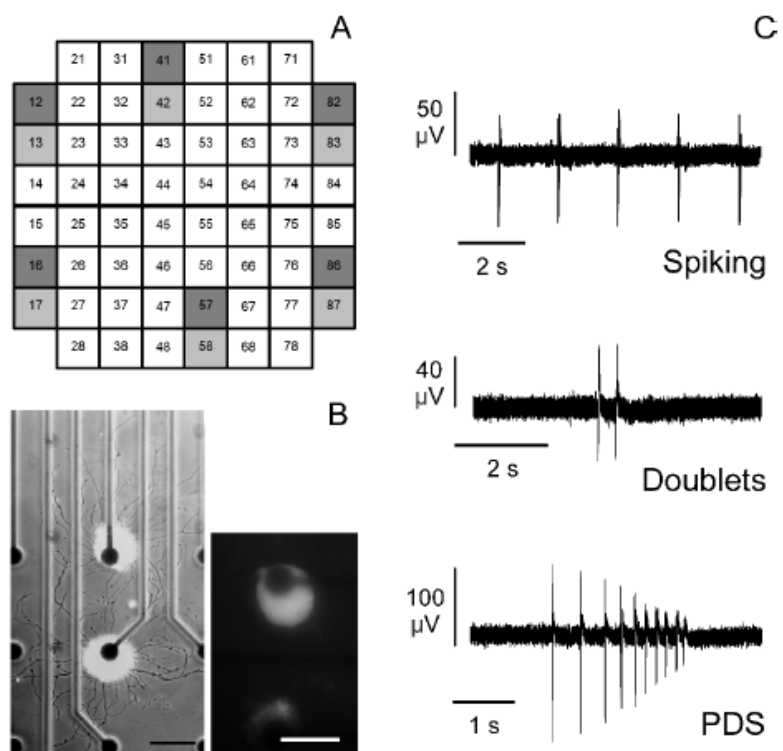 A
21 31 41 51 61 71
12 22 32 42 52 62 72 82
13 23 33 43 53 63 73 83
14 24 34 44 54 64 74 84
15 25 35 45 55 65 75 85
16 26 36 46 56 66 76 86
17 27 37 47 57 67 77 87
28 38 48 58 68 78
B
C
50
µV
2 s
Spiking
40
µV
2 s
Doublets
100
µV
1 s
PDS